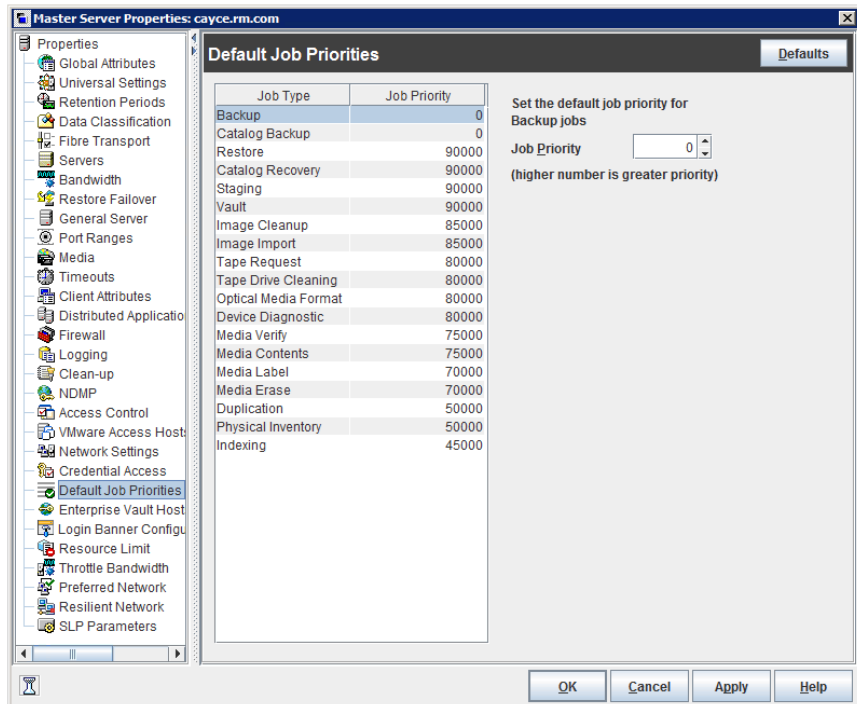 Master Server Properties: cayce.rm.com
Properties
Global Attributes
Universal Settings
Retention Periods
Data Classification
Fibre Transport
Servers
Bandwidth
Restore Failover
General Server
Port Ranges
Media
Timeouts
Client Attributes
Distributed Applicatio
Firewall
Logging
Clean-up
NDMP
Access Control
VMware Access Hosts
Network Settings
Credential Access
Default Job Priorities
Enterprise Vault Host
Login Banner Configu
Resource Limit
Throttle Bandwidth
Preferred Network
Resilient Network
SLP Parameters
Default Job Priorities
Defaults
Job Type Job Priority
Backup 0
Catalog Backup 0
Restore 90000
Catalog Recovery 90000
Staging 90000
Vault 90000
Image Cleanup 85000
Image Import 85000
Tape Request 80000
Tape Drive Cleaning 80000
Optical Media Format 80000
Device Diagnostic 80000
Media Verify 75000
Media Contents 75000
Media Label 70000
Media Erase 70000
Duplication 50000
Physical Inventory 50000
Indexing 45000
Set the default job priority for
Backup jobs
Job Priority 0
(higher number is greater priority)
OK Cancel Apply Help